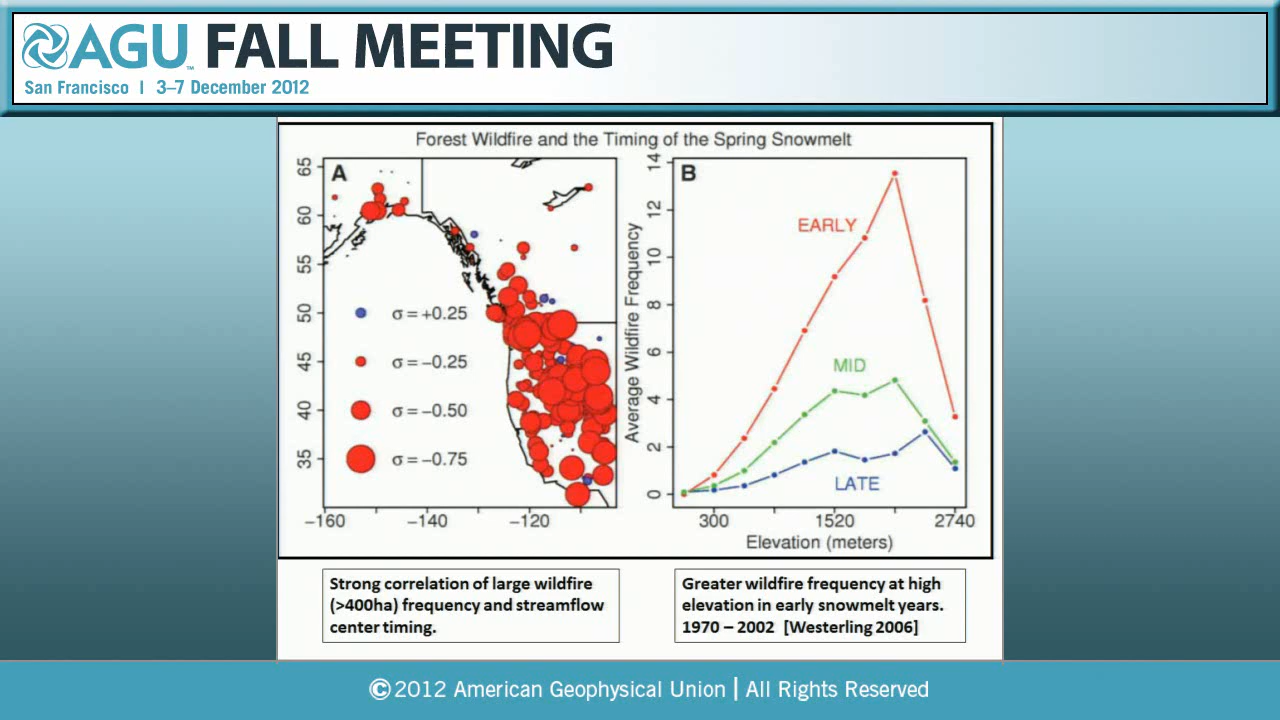 AGU™ FALL MEETING
San Francisco | 3–7 December 2012
Forest Wildfire and the Timing of the Spring Snowmelt
A
65
60
55
50
45
40
35
σ = +0.25
σ = −0.25
σ = −0.50
σ = −0.75
−160
−140
−120
B
Average Wildfire Frequency
14
12
10
8
6
4
2
0
EARLY
MID
LATE
300
1520
2740
Elevation (meters)
Strong correlation of large wildfire
(>400ha) frequency and streamflow
center timing.
Greater wildfire frequency at high
elevation in early snowmelt years.
1970 – 2002 [Westerling 2006]
©2012 American Geophysical Union | All Rights Reserved